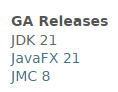 GA Releases
JDK 21
JavaFX 21
JMC 8